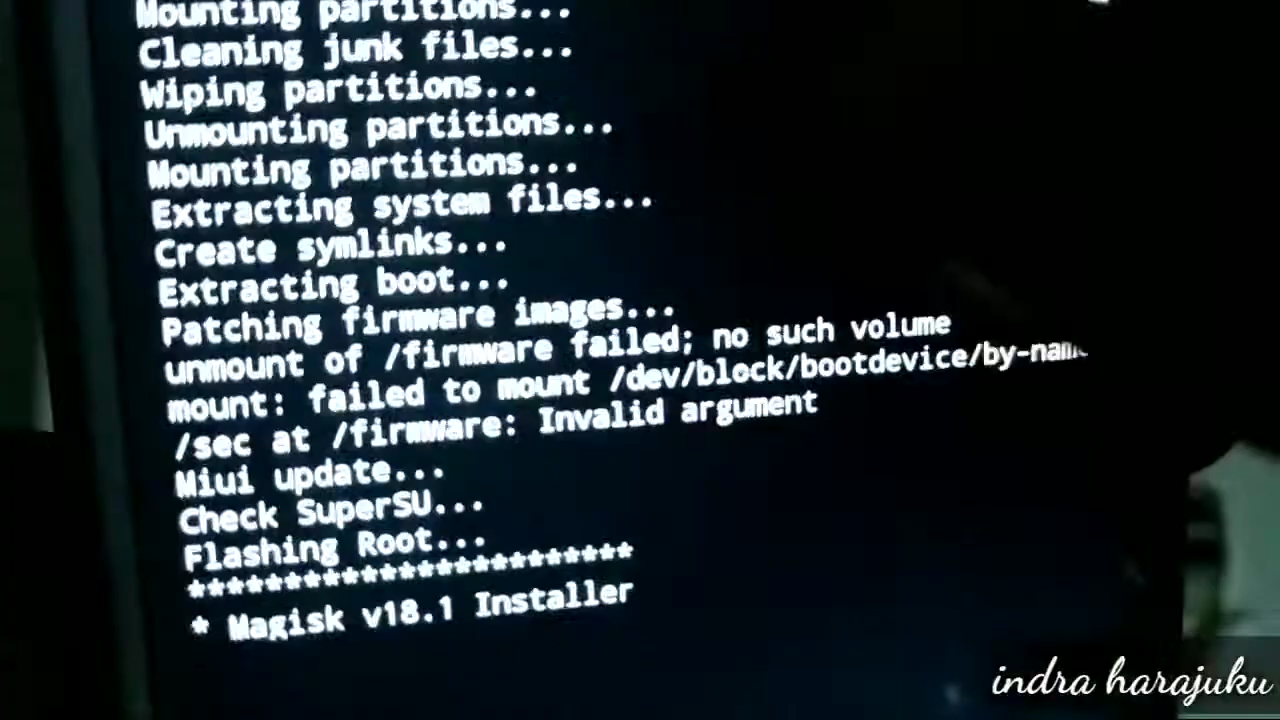 Mounting partitions...
Cleaning junk files...
Wiping partitions...
Unmounting partitions...
Mounting partitions...
Extracting system files...
Create symlinks...
Extracting boot...
Patching firmware images...
unmount of /firmware failed; no such volume
mount: failed to mount /dev/block/bootdevice/by-name
/sec at /firmware: Invalid argument
Miui update...
Check SuperSU...
Flashing Root...
***********************
* Magisk v18.1 Installer
indra harajuku